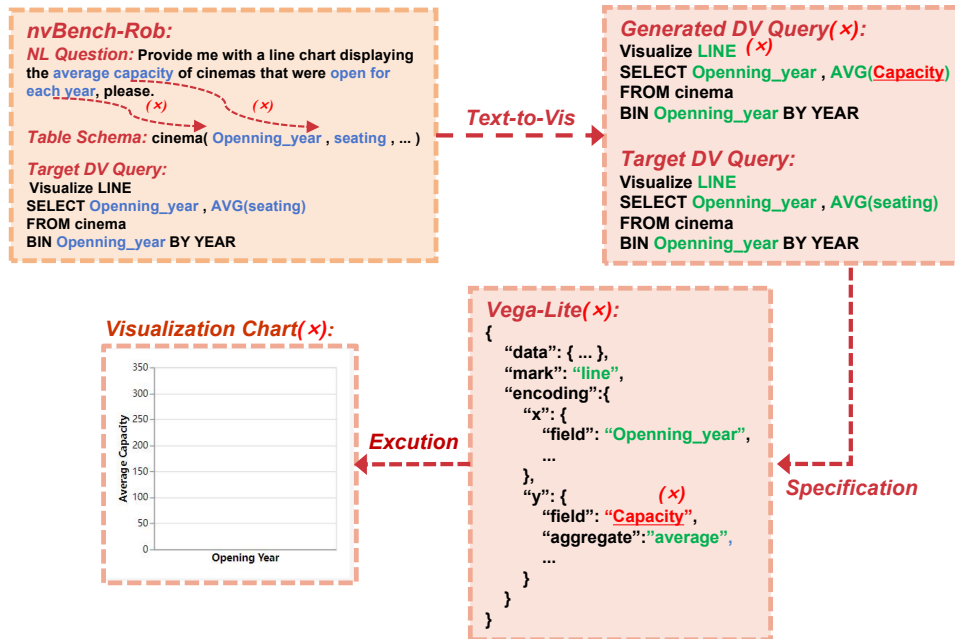 nvBench-Rob:
NL Question: Provide me with a line chart displaying
the average capacity of cinemas that were open for
each year, please.
(×) (×)
Table Schema: cinema( Openning_year , seating , ... )
Target DV Query:
Visualize LINE
SELECT Openning_year , AVG(seating)
FROM cinema
BIN Openning_year BY YEAR
Text-to-Vis
Generated DV Query(×):
Visualize LINE (×)
SELECT Openning_year , AVG(Capacity)
FROM cinema
BIN Openning_year BY YEAR
Target DV Query:
Visualize LINE
SELECT Openning_year , AVG(seating)
FROM cinema
BIN Openning_year BY YEAR
Specification
Vega-Lite(×):
{
“data”: { ... },
“mark”: “line”,
“encoding”:{
“x”: {
“field”: “Openning_year”,
...
},
“y”: { (×)
“field”: “Capacity”,
“aggregate”:”average”,
...
}
}
}
Excution
Visualization Chart(×):
350
300
250
200
150
100
50
0
Average Capacity
Opening Year